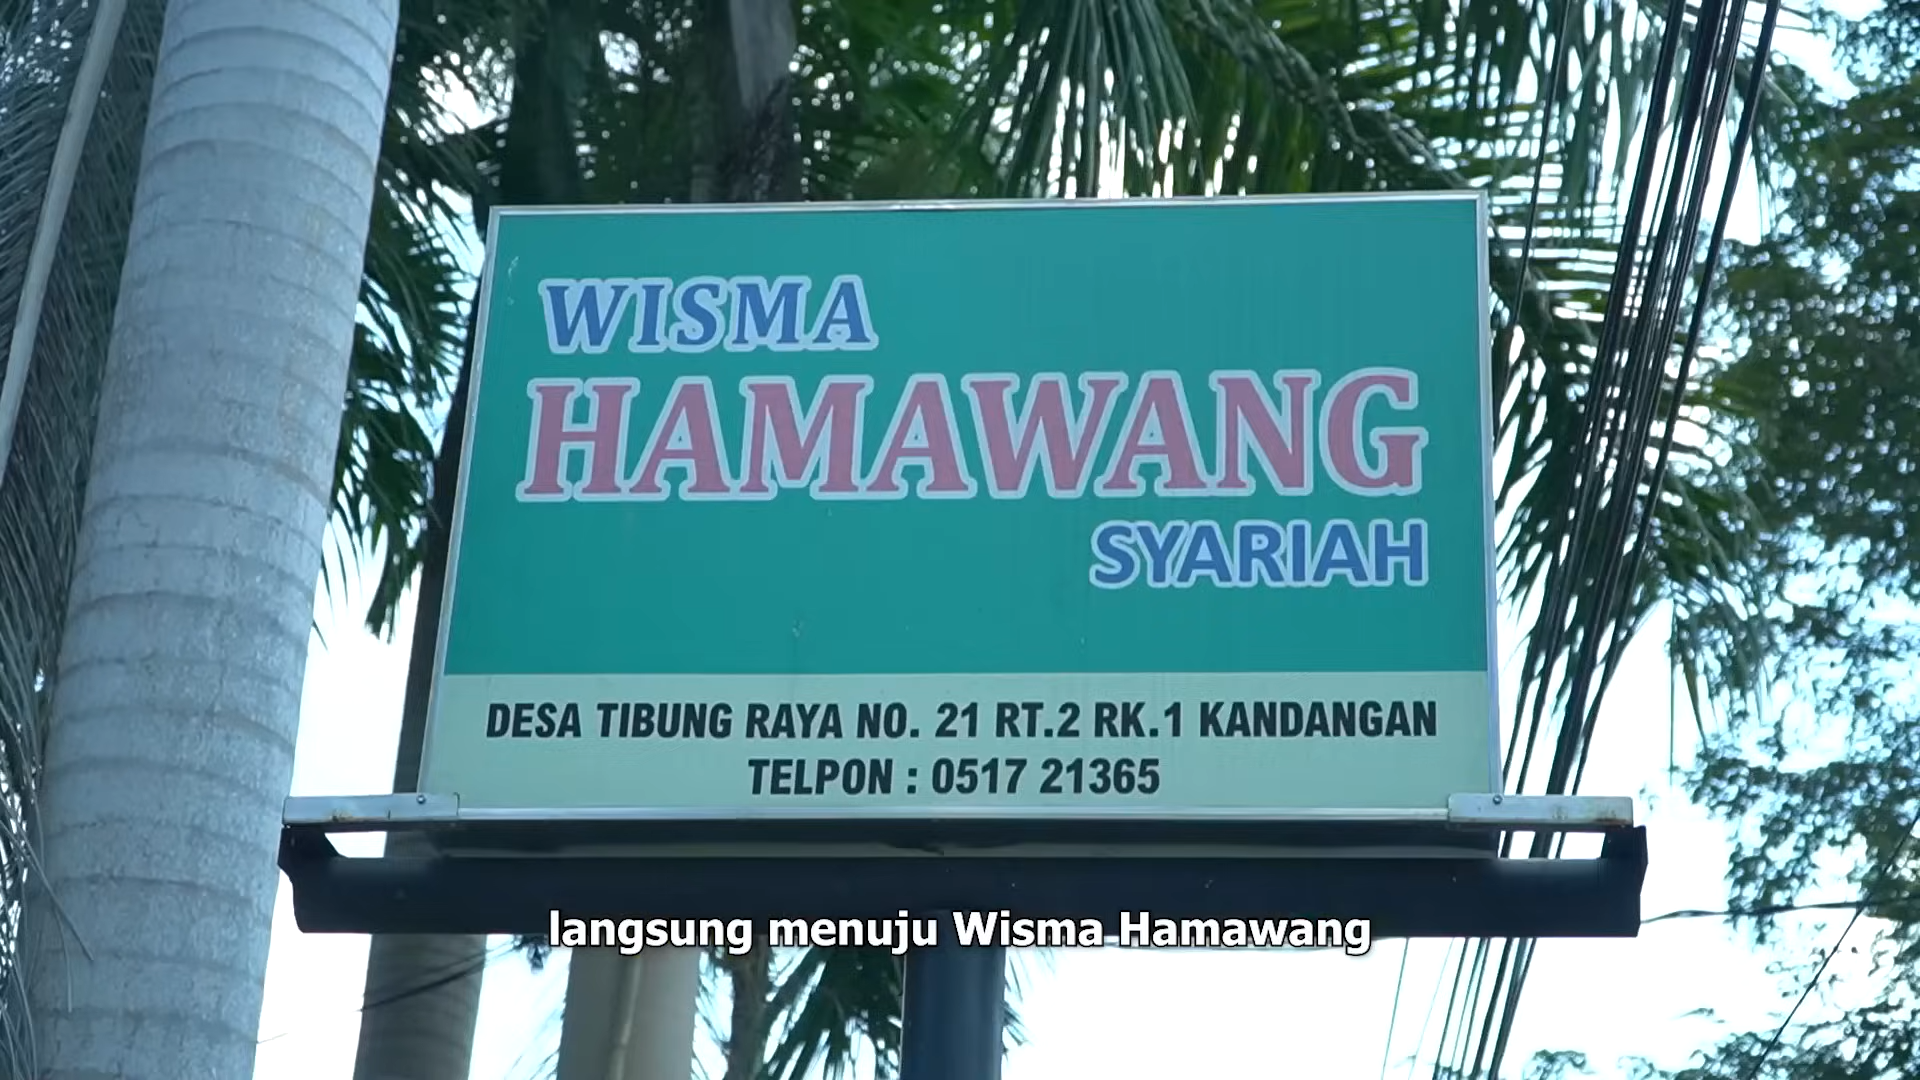 WISMA
HAMAWANG
SYARIAH
DESA TIBUNG RAYA NO. 21 RT.2 RK.1 KANDANGAN
TELPON : 0517 21365
langsung menuju Wisma Hamawang